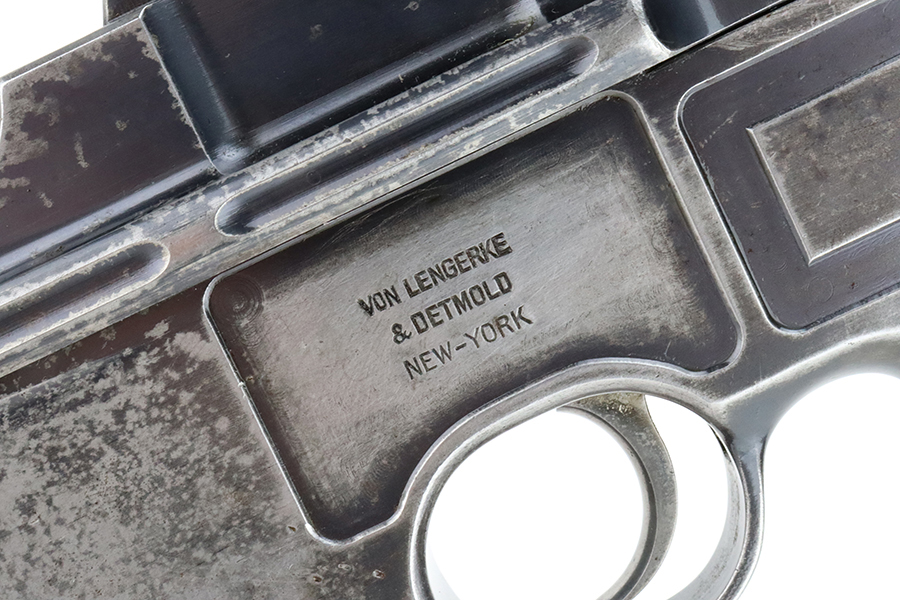 VON LENGERKE
& DETMOLD
NEW-YORK